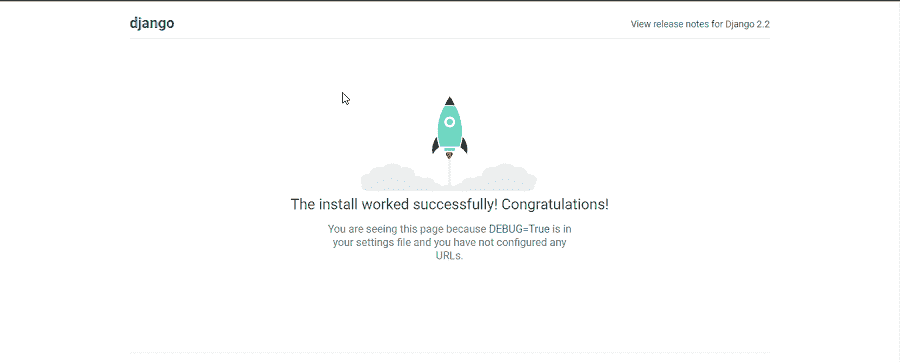 django
View release notes for Django 2.2
The install worked successfully! Congratulations!
You are seeing this page because DEBUG=True is in
your settings file and you have not configured any
URLs.